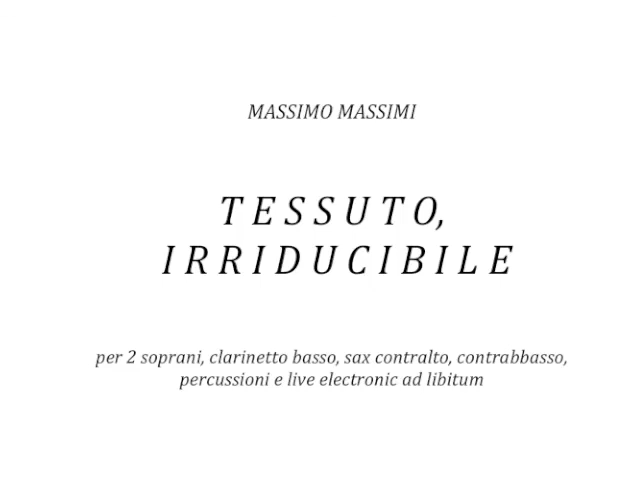 MASSIMO MASSIMI
T E S S U T O,
I R R I D U C I B I L E
per 2 soprani, clarinetto basso, sax contralto, contrabbasso,
percussioni e live electronic ad libitum